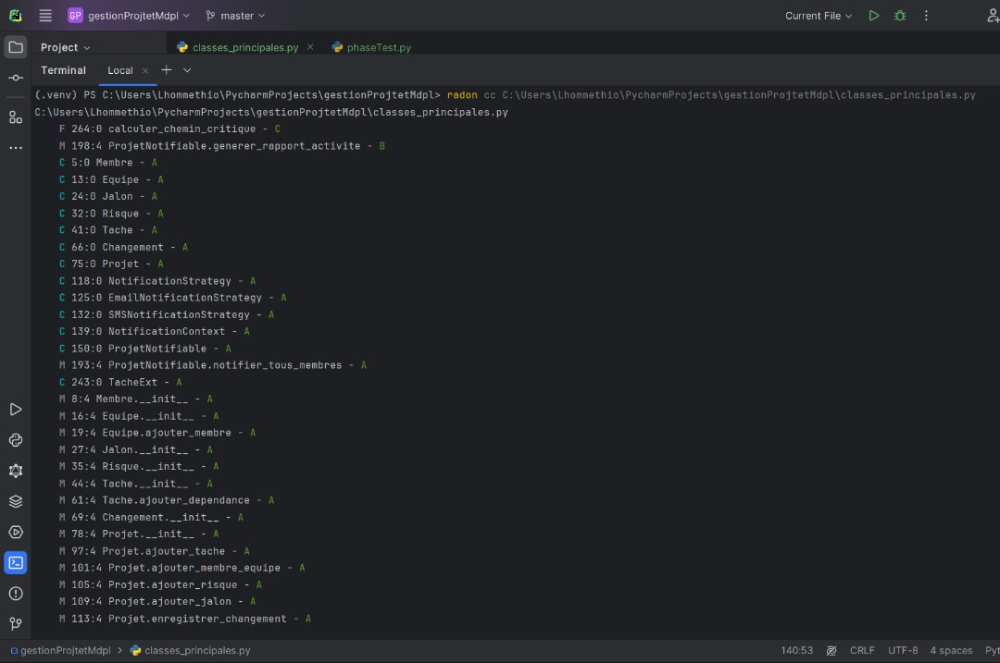 GP gestionProjtetMdpl master Current File
Project classes_principales.py phaseTest.py
Terminal Local
(.venv) PS C:\Users\Lhommethio\PycharmProjects\gestionProjtetMdpl> radon cc C:\Users\Lhommethio\PycharmProjects\gestionProjtetMdpl\classes_principales.py
C:\Users\Lhommethio\PycharmProjects\gestionProjtetMdpl\classes_principales.py
F 264:0 calculer_chemin_critique - C
M 198:4 ProjetNotifiable.generer_rapport_activite - B
C 5:0 Membre - A
C 13:0 Equipe - A
C 24:0 Jalon - A
C 32:0 Risque - A
C 41:0 Tache - A
C 66:0 Changement - A
C 75:0 Projet - A
C 118:0 NotificationStrategy - A
C 125:0 EmailNotificationStrategy - A
C 132:0 SMSNotificationStrategy - A
C 139:0 NotificationContext - A
C 150:0 ProjetNotifiable - A
M 193:4 ProjetNotifiable.notifier_tous_membres - A
C 243:0 TacheExt - A
M 8:4 Membre.__init__ - A
M 16:4 Equipe.__init__ - A
M 19:4 Equipe.ajouter_membre - A
M 27:4 Jalon.__init__ - A
M 35:4 Risque.__init__ - A
M 44:4 Tache.__init__ - A
M 61:4 Tache.ajouter_dependance - A
M 69:4 Changement.__init__ - A
M 78:4 Projet.__init__ - A
M 97:4 Projet.ajouter_tache - A
M 101:4 Projet.ajouter_membre_equipe - A
M 105:4 Projet.ajouter_risque - A
M 109:4 Projet.ajouter_jalon - A
M 113:4 Projet.enregistrer_changement - A
gestionProjtetMdpl > classes_principales.py 140:53 CRLF UTF-8 4 spaces Pyt